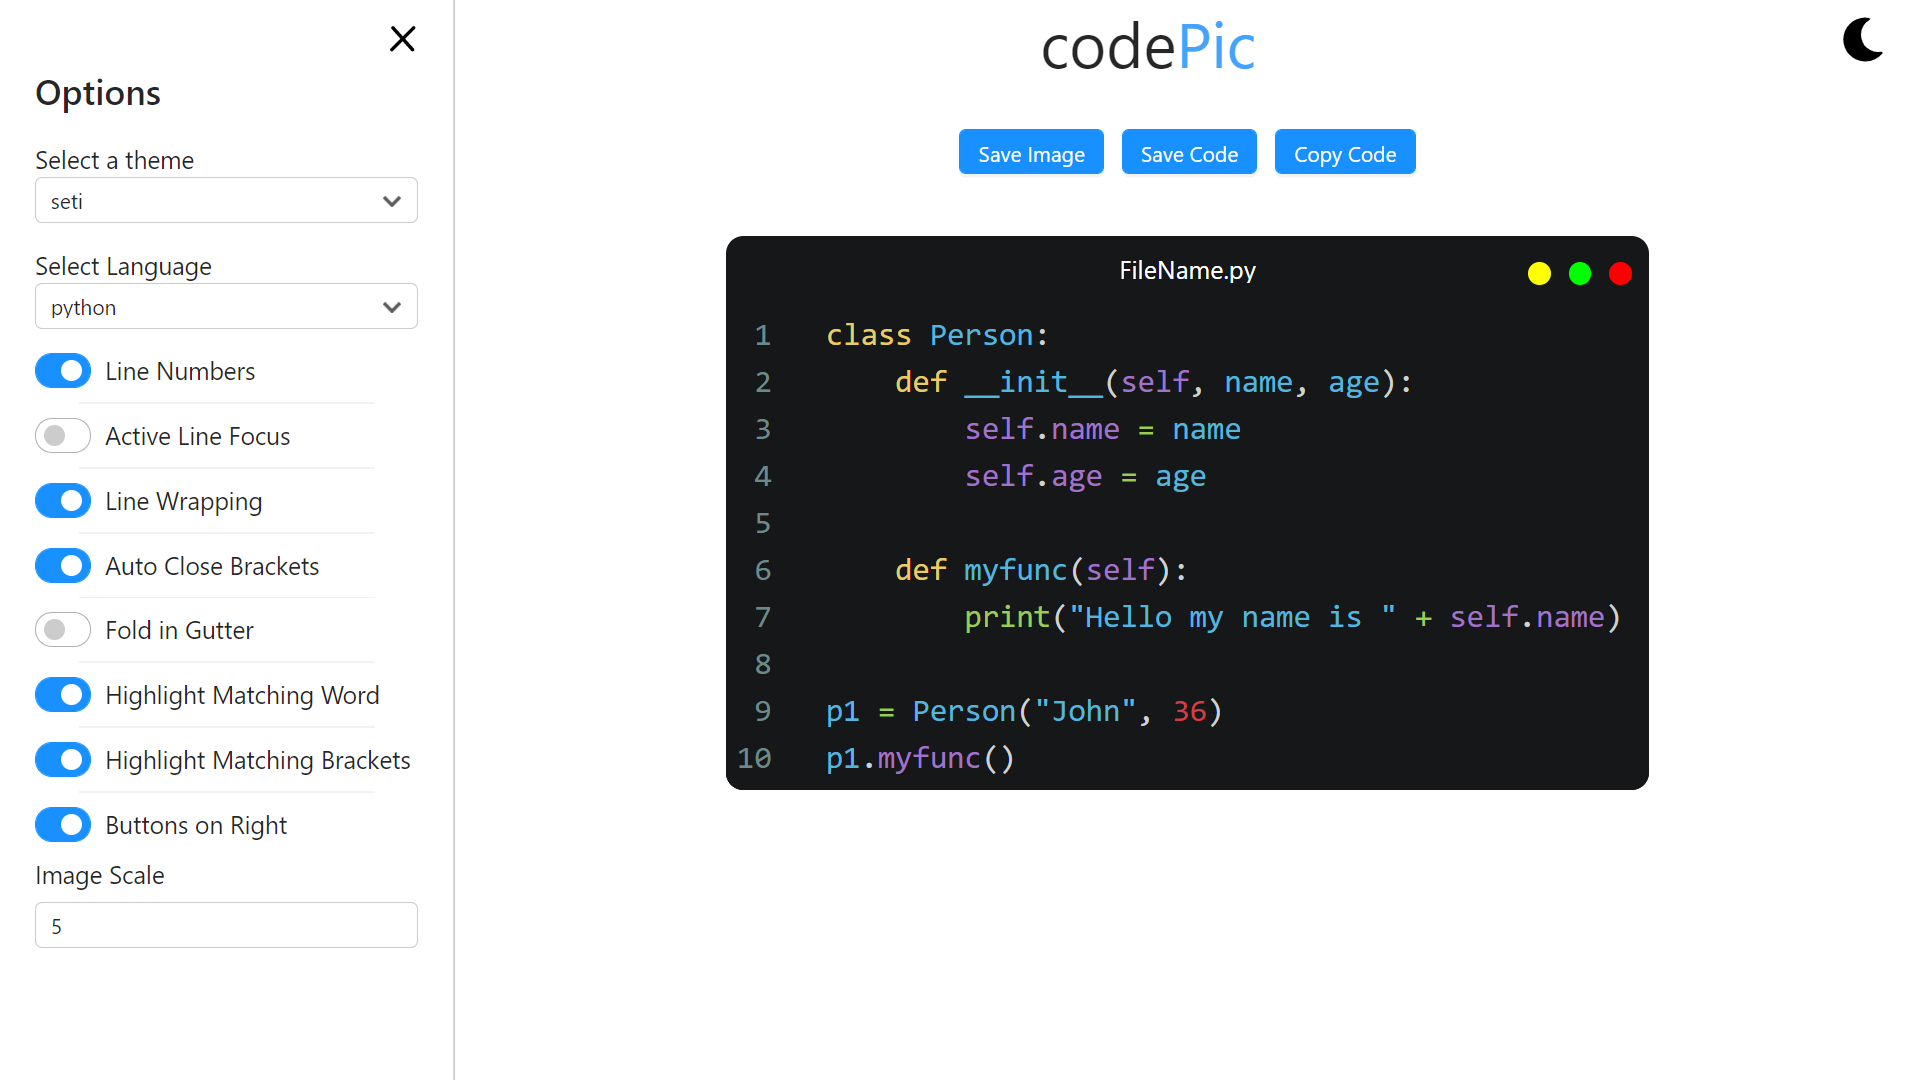 codePic
Options
Select a theme
seti
Select Language
python
Line Numbers
Active Line Focus
Line Wrapping
Auto Close Brackets
Fold in Gutter
Highlight Matching Word
Highlight Matching Brackets
Buttons on Right
Image Scale
5
Save Image Save Code Copy Code
FileName.py
1 class Person:
2     def __init__(self, name, age):
3         self.name = name
4         self.age = age
5
6     def myfunc(self):
7         print("Hello my name is " + self.name)
8
9 p1 = Person("John", 36)
10 p1.myfunc()